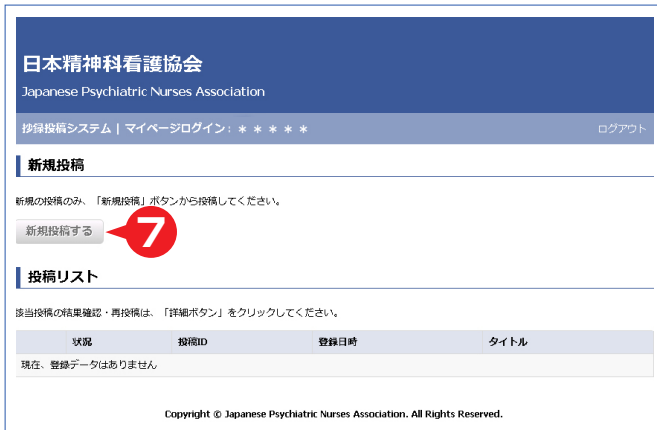 日本精神科看護協会
Japanese Psychiatric Nurses Association
抄録投稿システム | マイページログイン: * * * * *
ログアウト
新規投稿
新規の投稿のみ、「新規投稿」ボタンから投稿してください。
新規投稿する
7
投稿リスト
該当投稿の結果確認・再投稿は、「詳細ボタン」をクリックしてください。
状況 投稿ID 登録日時 タイトル
現在、登録データはありません
Copyright © Japanese Psychiatric Nurses Association. All Rights Reserved.